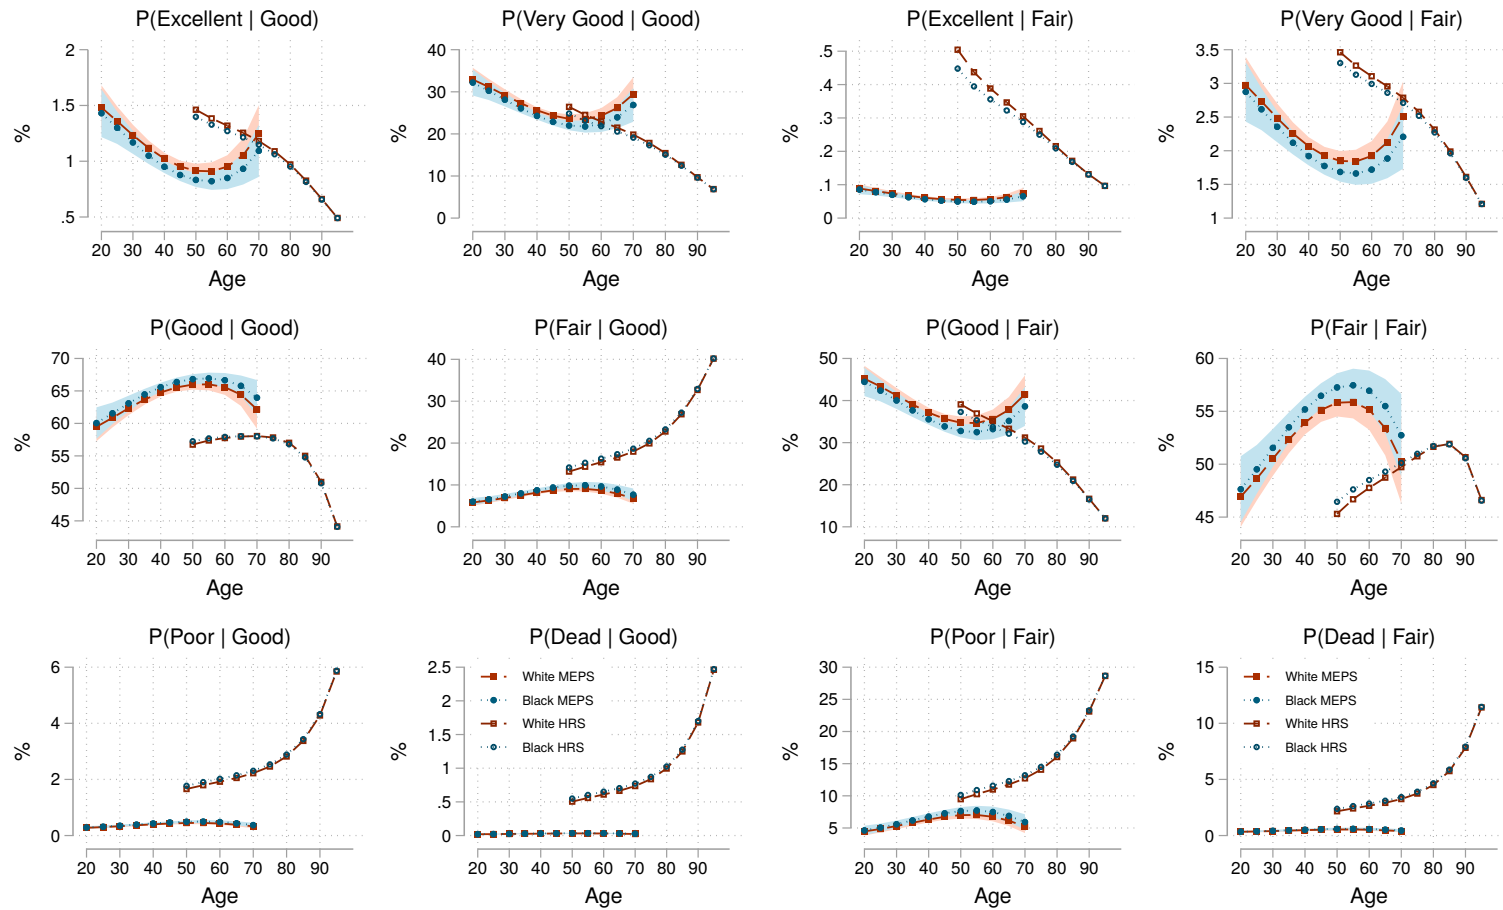 P(Excellent | Good)
%
2
1.5
1
.5
20 30 40 50 60 70 80 90
Age
P(Very Good | Good)
%
40
30
20
10
0
20 30 40 50 60 70 80 90
Age
P(Excellent | Fair)
%
.5
.4
.3
.2
.1
0
20 30 40 50 60 70 80 90
Age
P(Very Good | Fair)
%
3.5
3
2.5
2
1.5
1
20 30 40 50 60 70 80 90
Age
P(Good | Good)
%
70
65
60
55
50
45
20 30 40 50 60 70 80 90
Age
P(Fair | Good)
%
40
30
20
10
0
20 30 40 50 60 70 80 90
Age
P(Good | Fair)
%
50
40
30
20
10
20 30 40 50 60 70 80 90
Age
P(Fair | Fair)
%
60
55
50
45
20 30 40 50 60 70 80 90
Age
P(Poor | Good)
%
6
4
2
0
20 30 40 50 60 70 80 90
Age
P(Dead | Good)
%
2.5
2
1.5
1
.5
0
White MEPS
Black MEPS
White HRS
Black HRS
20 30 40 50 60 70 80 90
Age
P(Poor | Fair)
%
30
25
20
15
10
5
20 30 40 50 60 70 80 90
Age
P(Dead | Fair)
%
15
10
5
0
White MEPS
Black MEPS
White HRS
Black HRS
20 30 40 50 60 70 80 90
Age